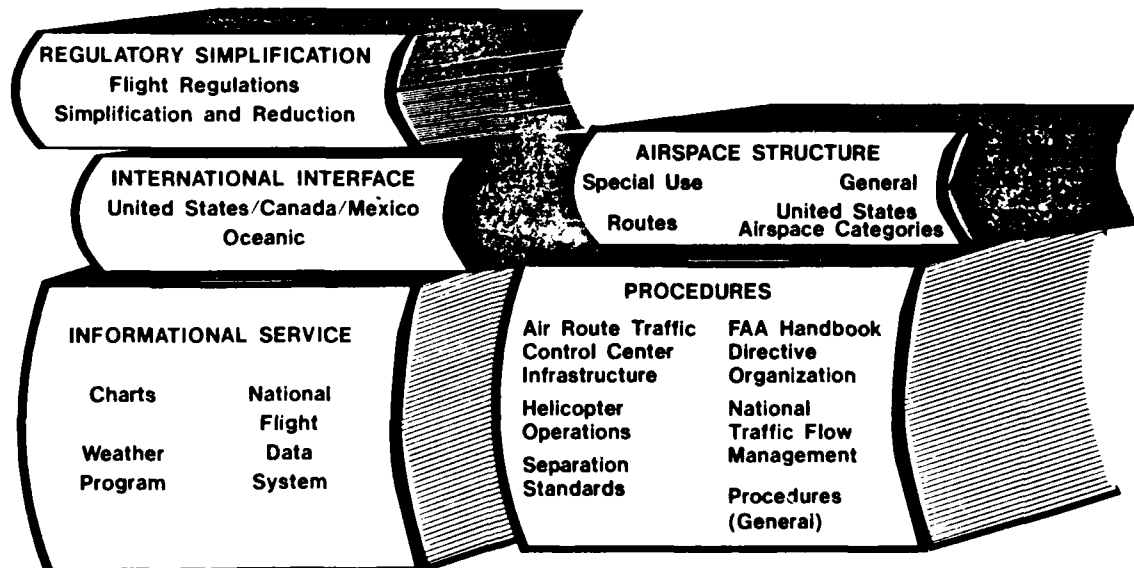 REGULATORY SIMPLIFICATION
Flight Regulations
Simplification and Reduction
INTERNATIONAL INTERFACE
United States/Canada/Mexico
Oceanic
AIRSPACE STRUCTURE
Special Use
General
Routes
United States
Airspace Categories
INFORMATIONAL SERVICE
Charts
Weather
Program
National
Flight
Data
System
PROCEDURES
Air Route Traffic
Control Center
Infrastructure
Helicopter
Operations
Separation
Standards
FAA Handbook
Directive
Organization
National
Traffic Flow
Management
Procedures
(General)